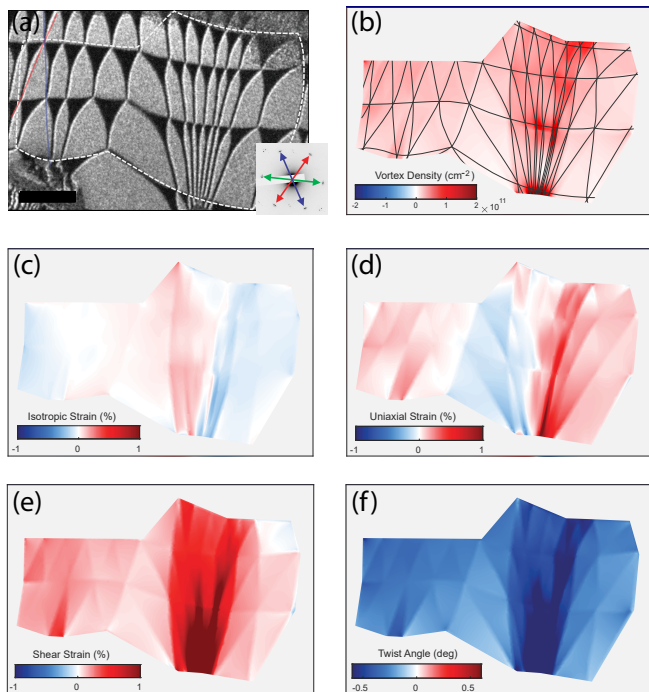 (a)
(b)
Vortex Density (cm-2)
-2 -1 0 1 2
× 10¹¹
(c)
Isotropic Strain (%)
-1 0 1
(d)
Uniaxial Strain (%)
-1 0 1
(e)
Shear Strain (%)
-1 0 1
(f)
Twist Angle (deg)
-0.5 0 0.5